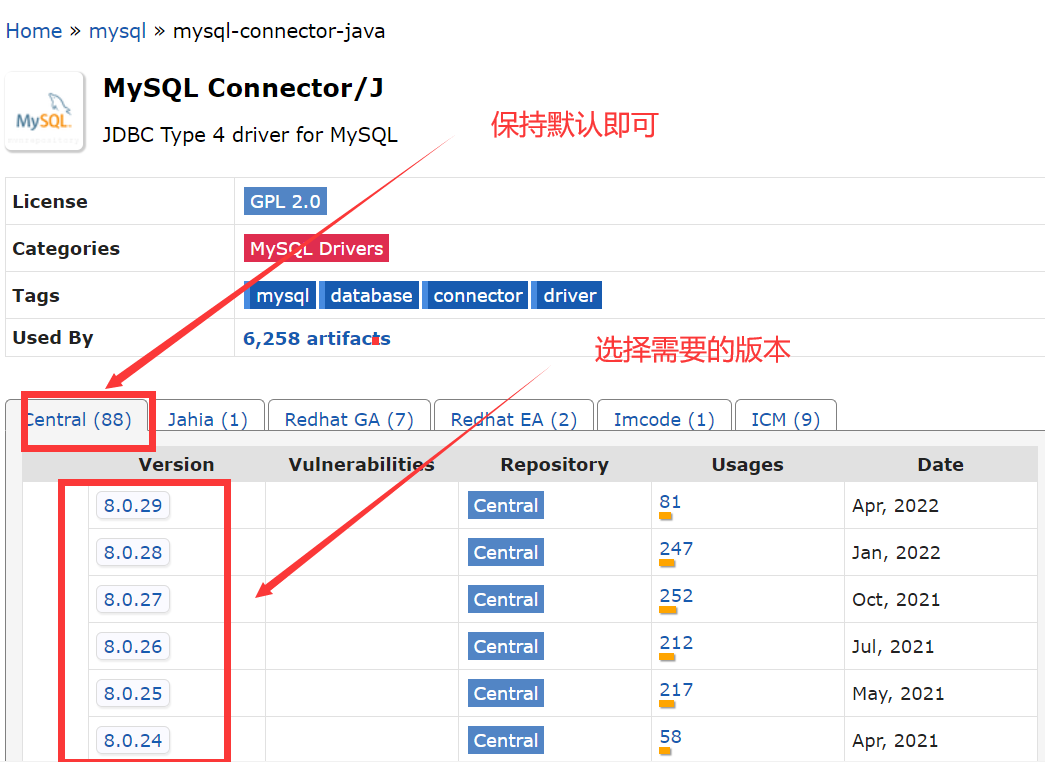 Home » mysql » mysql-connector-java
MySQL Connector/J
MySQL.
JDBC Type 4 driver for MySQL
保持默认即可
License GPL 2.0
Categories MySQL Drivers
Tags mysql database connector driver
Used By 6,258 artifacts
选择需要的版本
Central (88) Jahia (1) Redhat GA (7) Redhat EA (2) Imcode (1) ICM (9)
Version Vulnerabilities Repository Usages Date
8.0.29 Central 81 Apr, 2022
8.0.28 Central 247 Jan, 2022
8.0.27 Central 252 Oct, 2021
8.0.26 Central 212 Jul, 2021
8.0.25 Central 217 May, 2021
8.0.24 Central 58 Apr, 2021